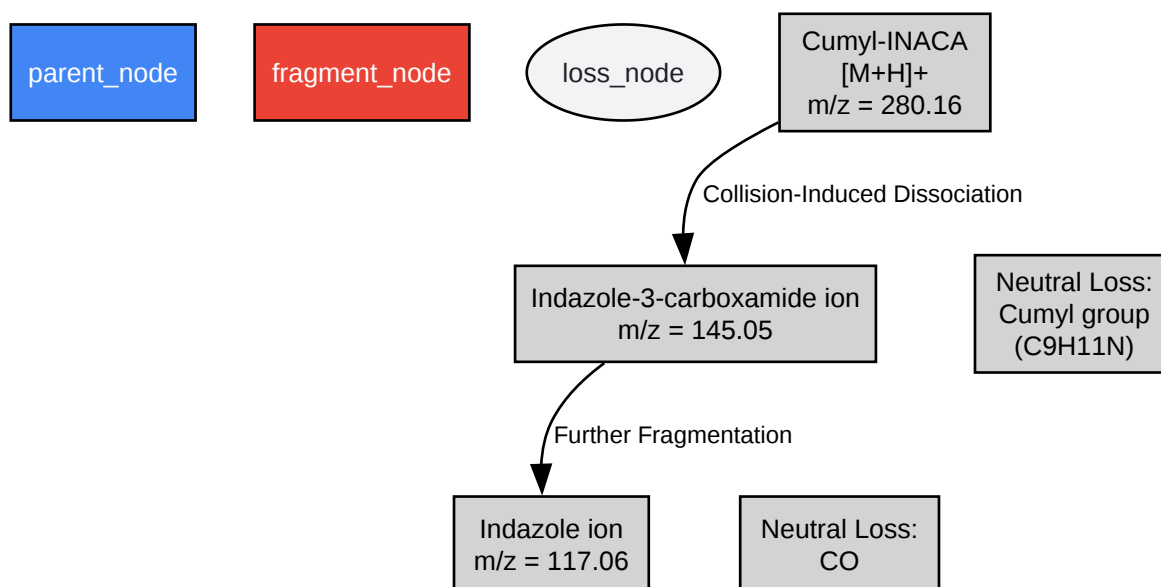 parent_node
fragment_node
loss_node
Cumyl-INACA
[M+H]+
m/z = 280.16
Collision-Induced Dissociation
Indazole-3-carboxamide ion
m/z = 145.05
Neutral Loss:
Cumyl group
(C9H11N)
Further Fragmentation
Indazole ion
m/z = 117.06
Neutral Loss:
CO